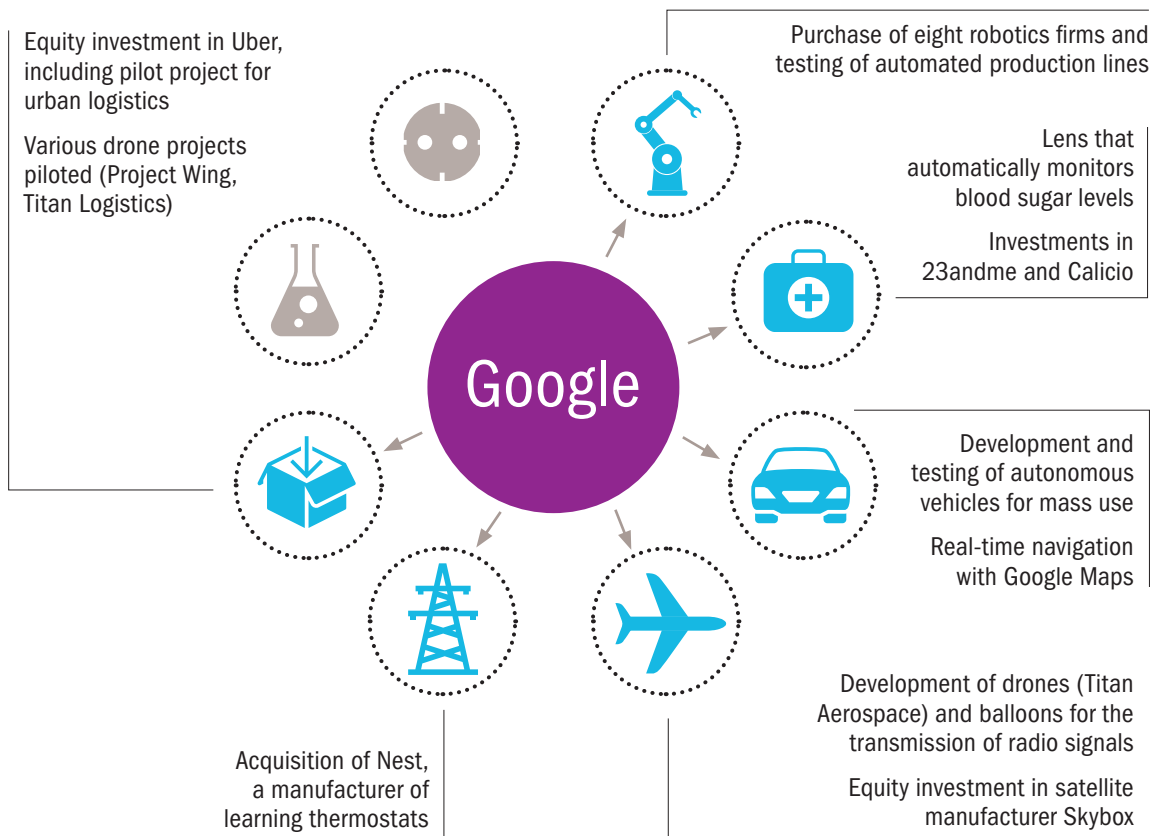 Equity investment in Uber,
including pilot project for
urban logistics
Various drone projects
piloted (Project Wing,
Titan Logistics)
Purchase of eight robotics firms and
testing of automated production lines
Lens that
automatically monitors
blood sugar levels
Investments in
23andme and Calicio
Google
Development and
testing of autonomous
vehicles for mass use
Real-time navigation
with Google Maps
Development of drones (Titan
Aerospace) and balloons for the
transmission of radio signals
Equity investment in satellite
manufacturer Skybox
Acquisition of Nest,
a manufacturer of
learning thermostats